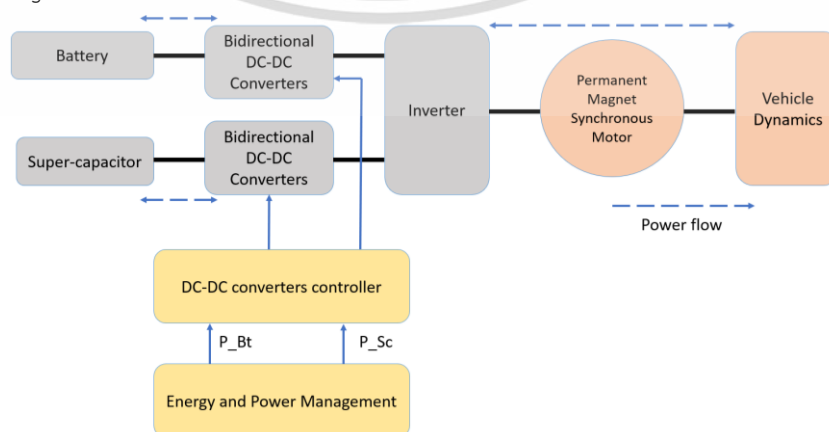 Battery
Bidirectional
DC-DC
Converters
Inverter
Permanent
Magnet
Synchronous
Motor
Vehicle
Dynamics
Super-capacitor
Bidirectional
DC-DC
Converters
Power flow
DC-DC converters controller
P_Bt
P_Sc
Energy and Power Management